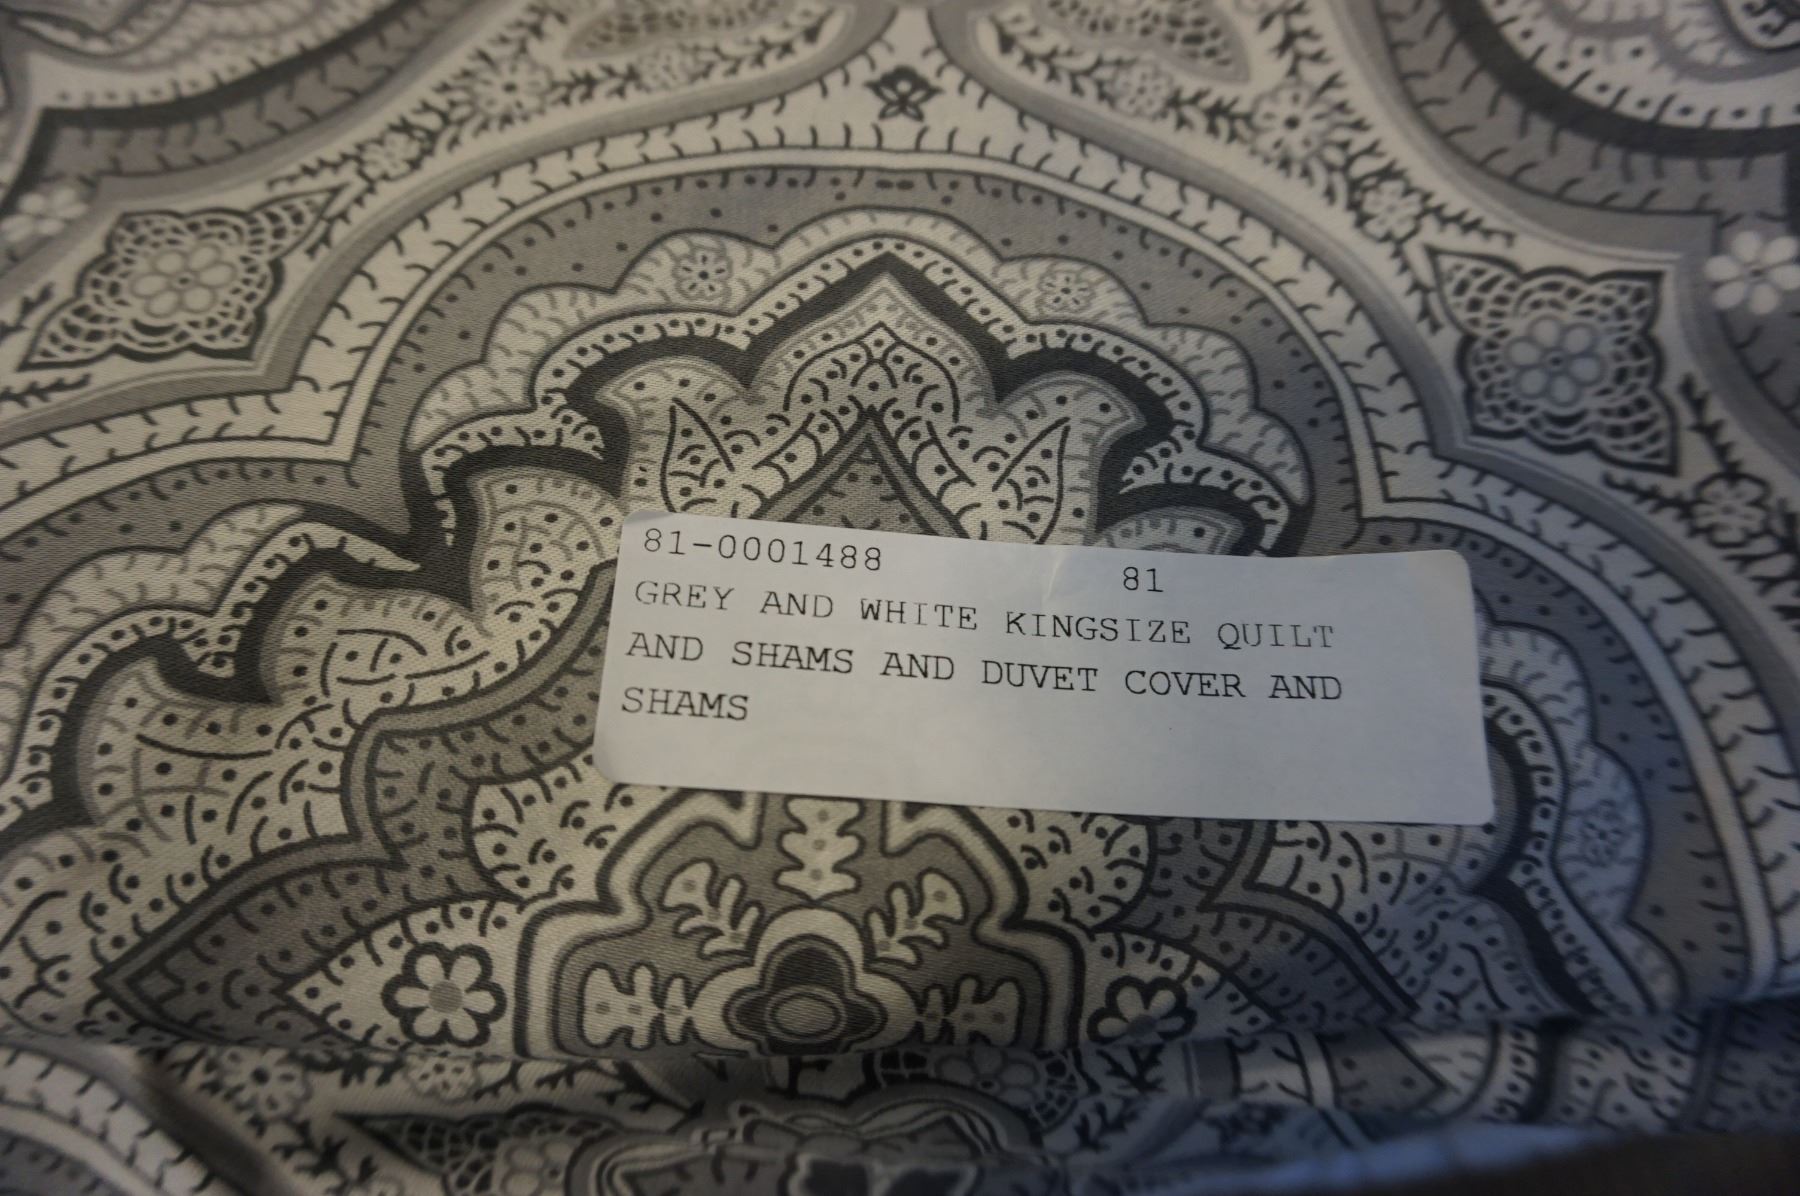 81-0001488 81
GREY AND WHITE KINGSIZE QUILT
AND SHAMS AND DUVET COVER AND
SHAMS